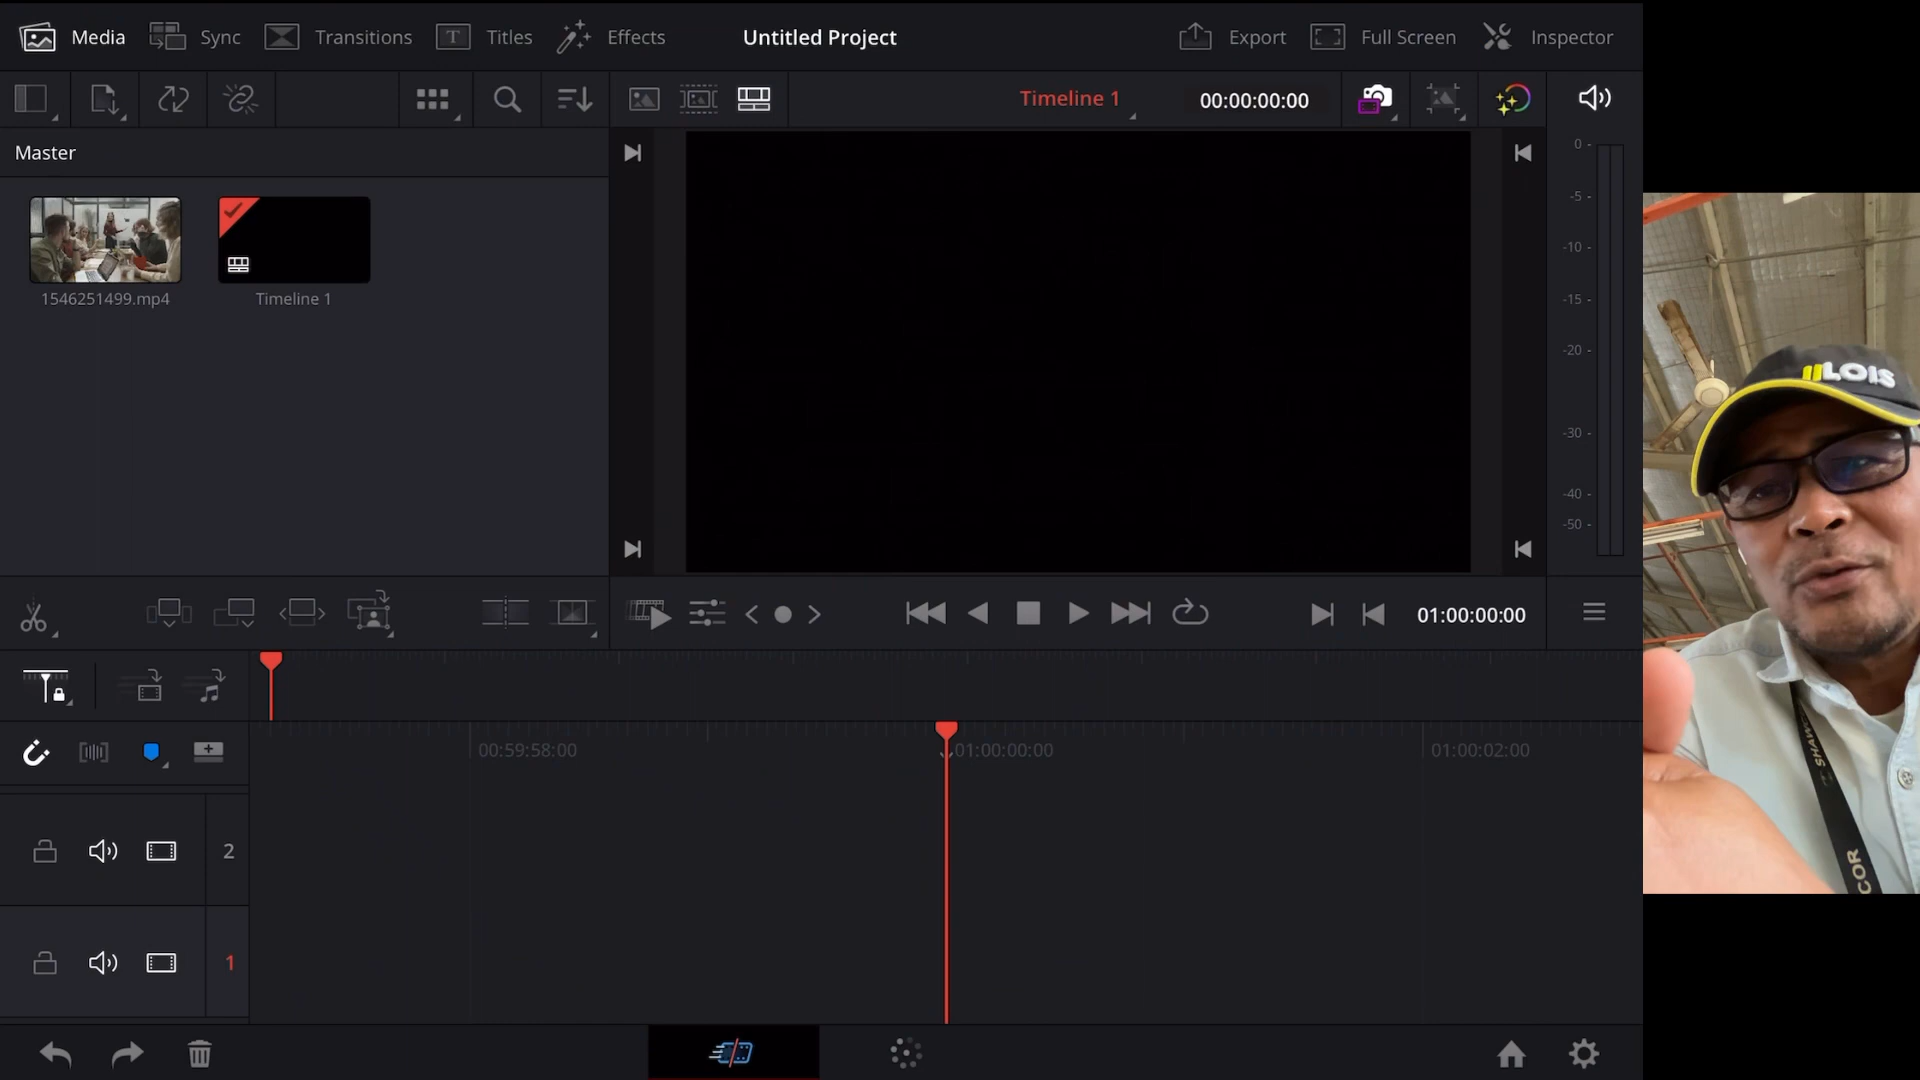 Media Sync Transitions Titles Effects Untitled Project Export Full Screen Inspector
Timeline 1 00:00:00:00
Master
1546251499.mp4 Timeline 1
0
-5
-10
-15
-20
-30
-40
-50
01:00:00:00
00:59:58:00 01:00:00:00 01:00:02:00
2
1
LOIS
COR